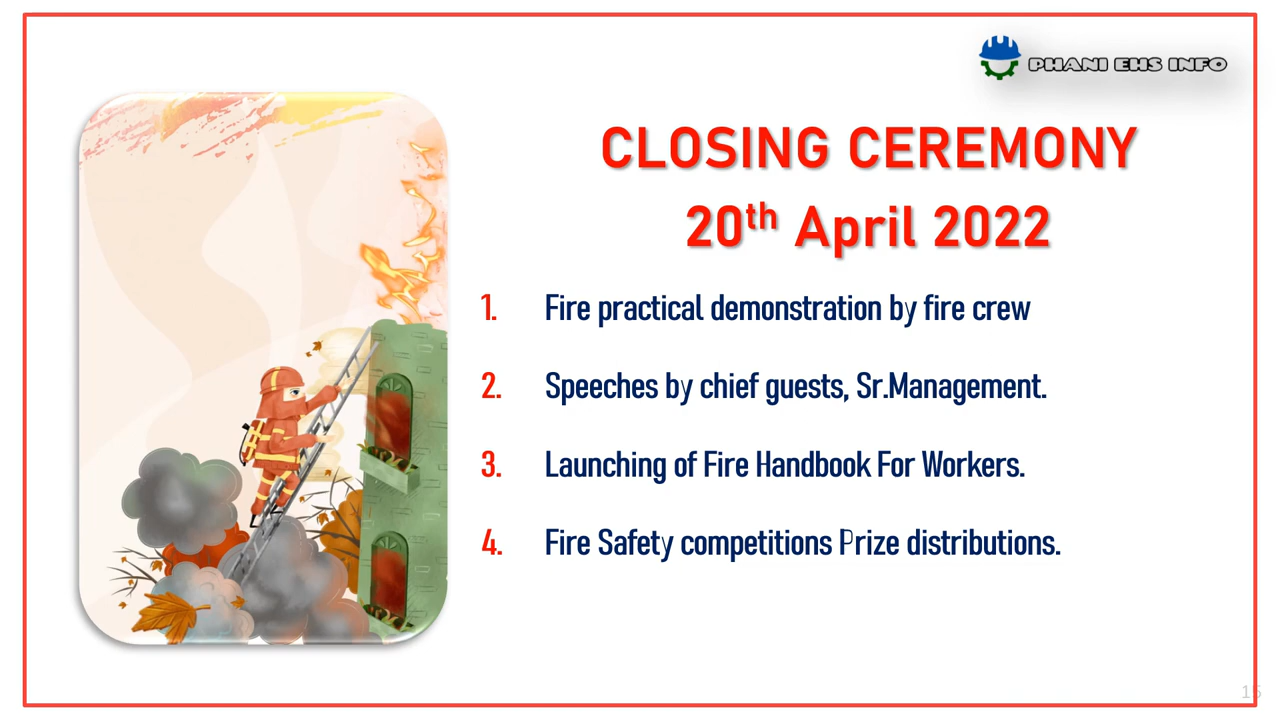 PHANI EHS INFO
CLOSING CEREMONY
20th April 2022
1. Fire practical demonstration by fire crew
2. Speeches by chief guests, Sr.Management.
3. Launching of Fire Handbook For Workers.
4. Fire Safety competitions Prize distributions.